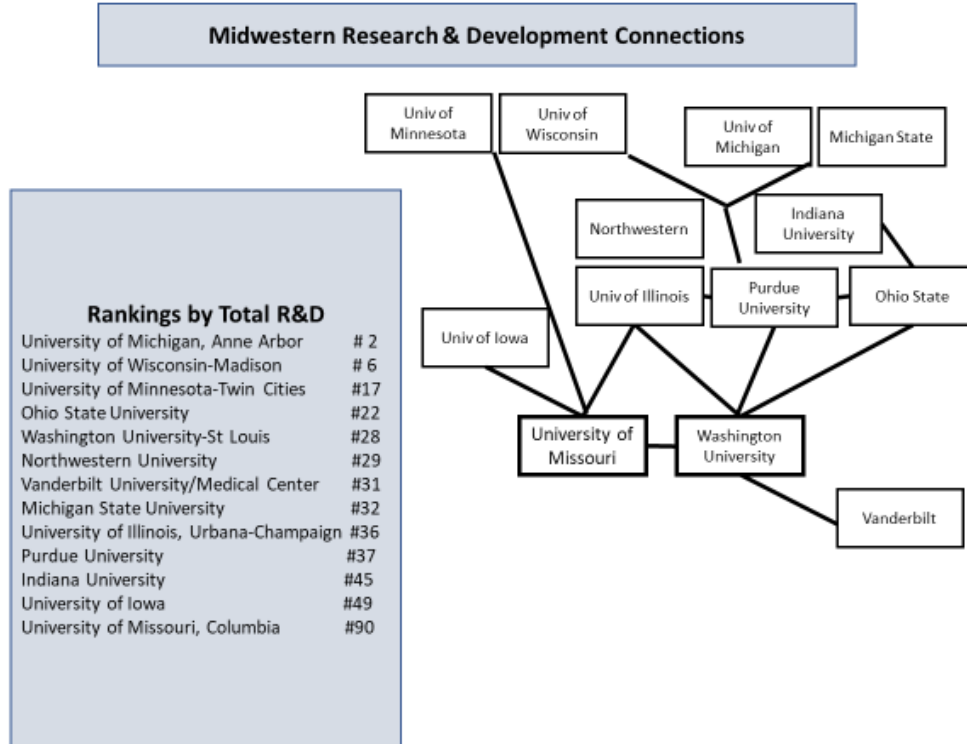 Midwestern Research & Development Connections
Univ of
Minnesota
Univ of
Wisconsin
Univ of
Michigan
Michigan State
Northwestern
Indiana
University
Univ of Illinois
Purdue
University
Ohio State
Univ of Iowa
University of
Missouri
Washington
University
Vanderbilt
Rankings by Total R&D
University of Michigan, Anne Arbor # 2
University of Wisconsin-Madison # 6
University of Minnesota-Twin Cities #17
Ohio State University #22
Washington University-St Louis #28
Northwestern University #29
Vanderbilt University/Medical Center #31
Michigan State University #32
University of Illinois, Urbana-Champaign #36
Purdue University #37
Indiana University #45
University of Iowa #49
University of Missouri, Columbia #90